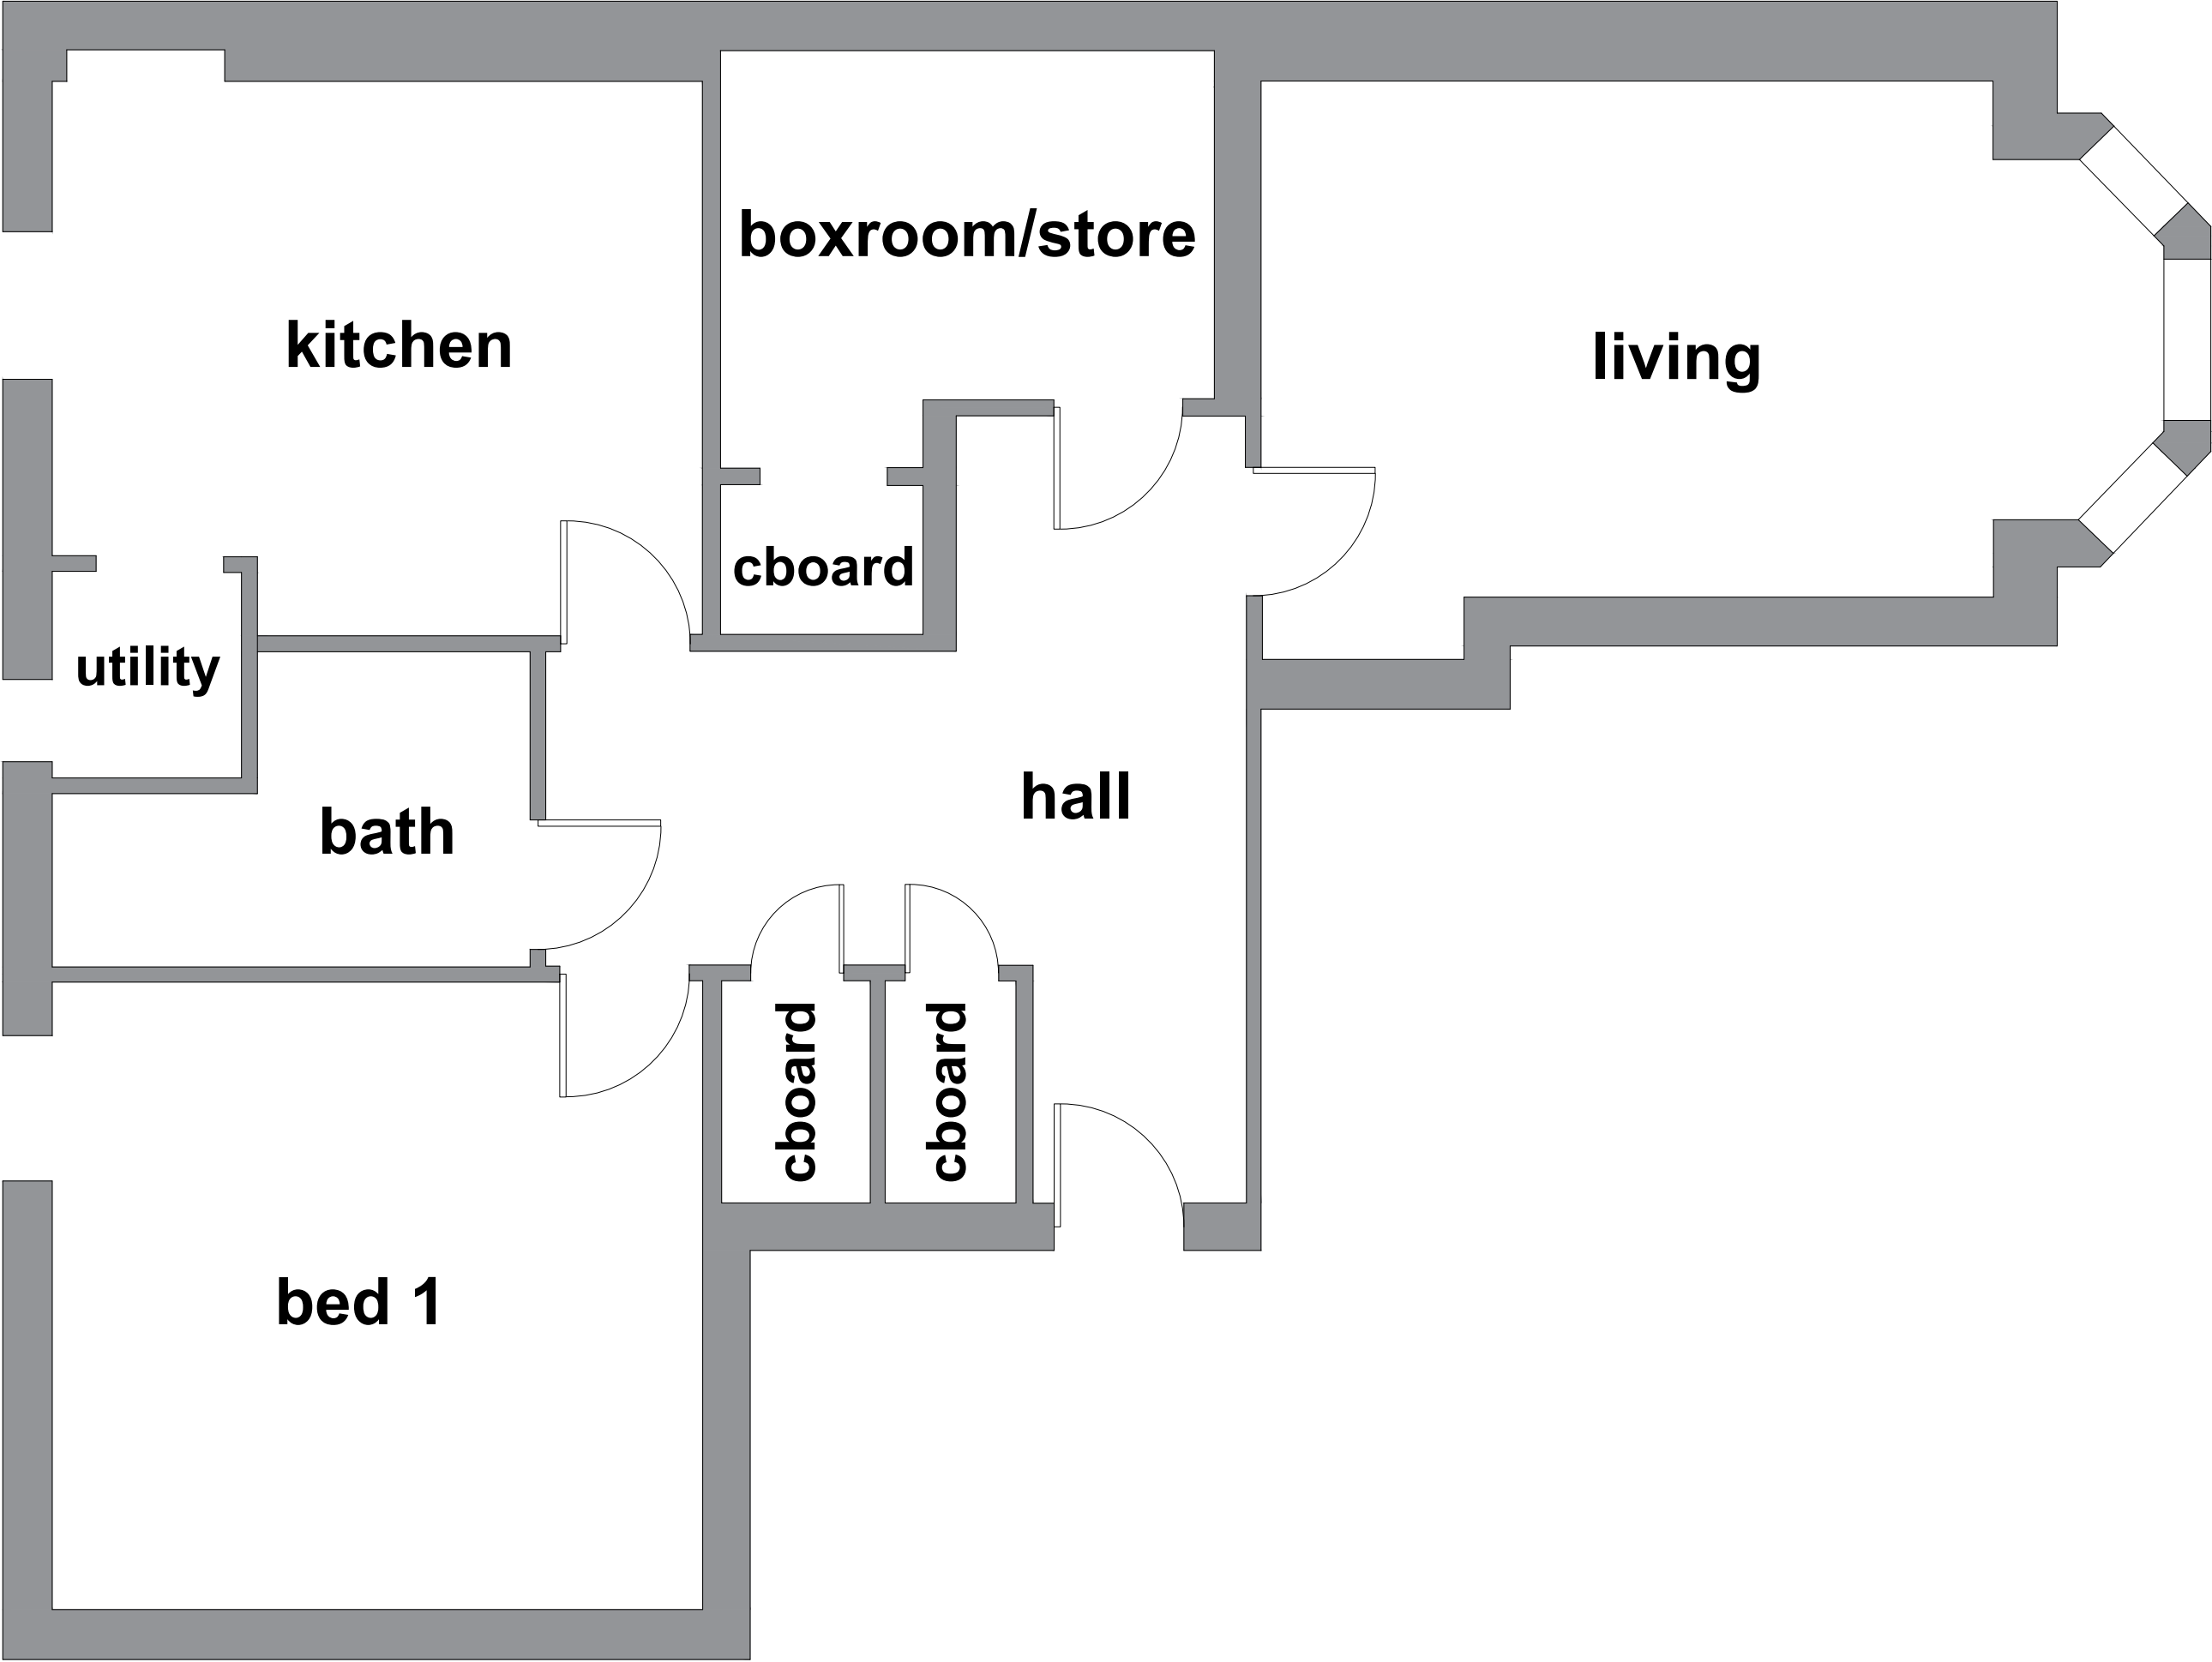 boxroom/store
kitchen
living
cboard
utility
hall
bath
cboard
cboard
bed 1